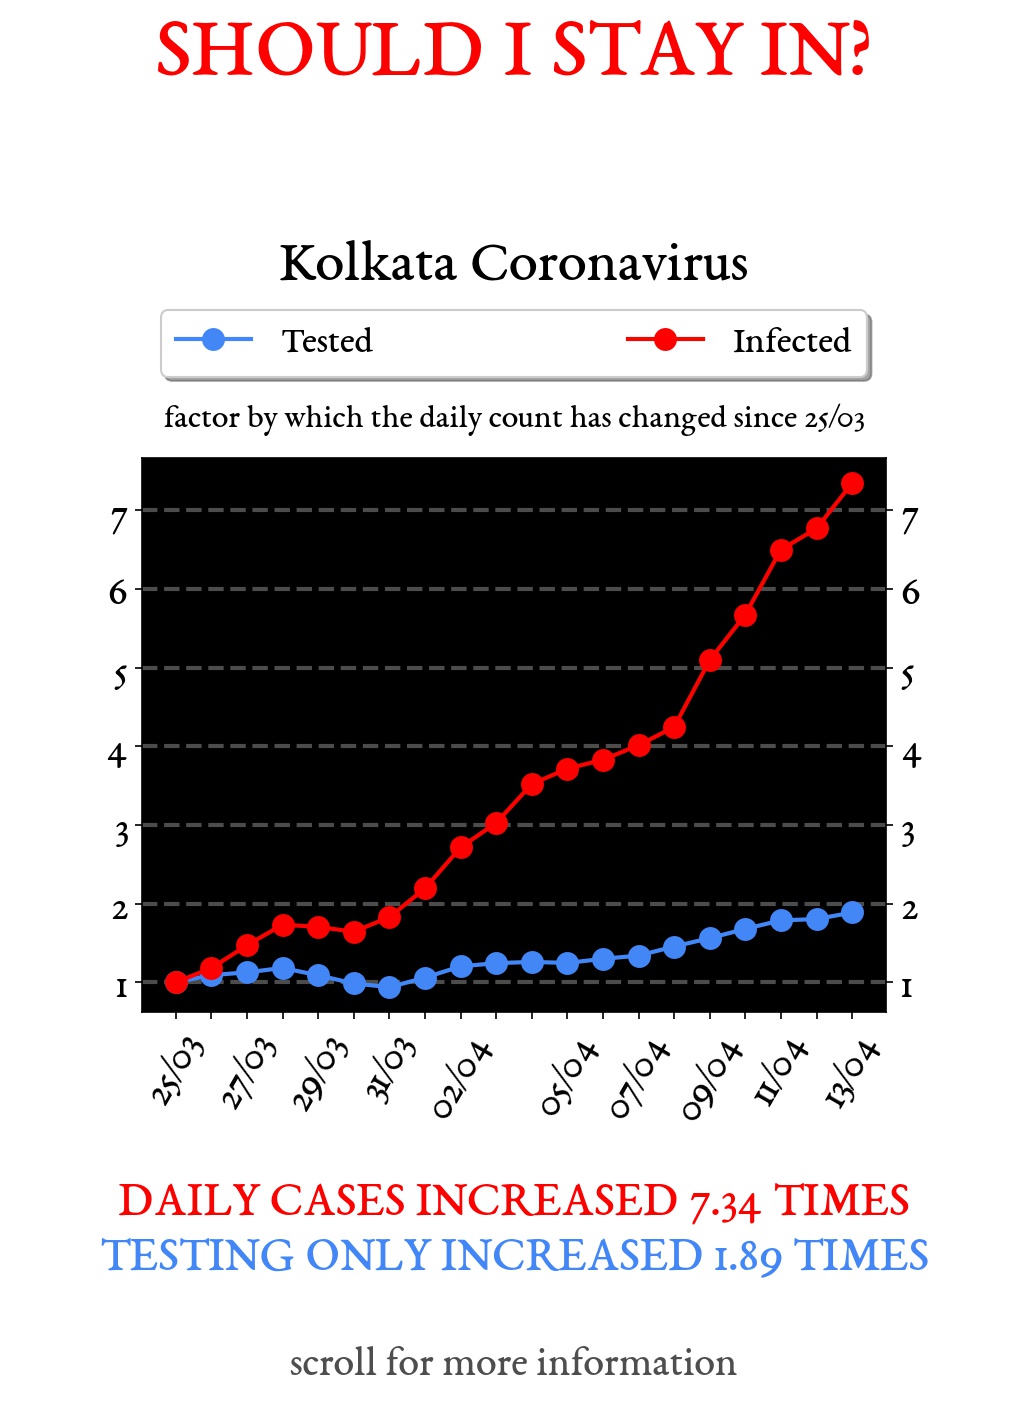 SHOULD I STAY IN?
Kolkata Coronavirus
Tested Infected
factor by which the daily count has changed since 25/03
7 7
6 6
5 5
4 4
3 3
2 2
1 1
25/03 27/03 29/03 31/03 02/04 05/04 07/04 09/04 11/04 13/04
DAILY CASES INCREASED 7.34 TIMES
TESTING ONLY INCREASED 1.89 TIMES
scroll for more information